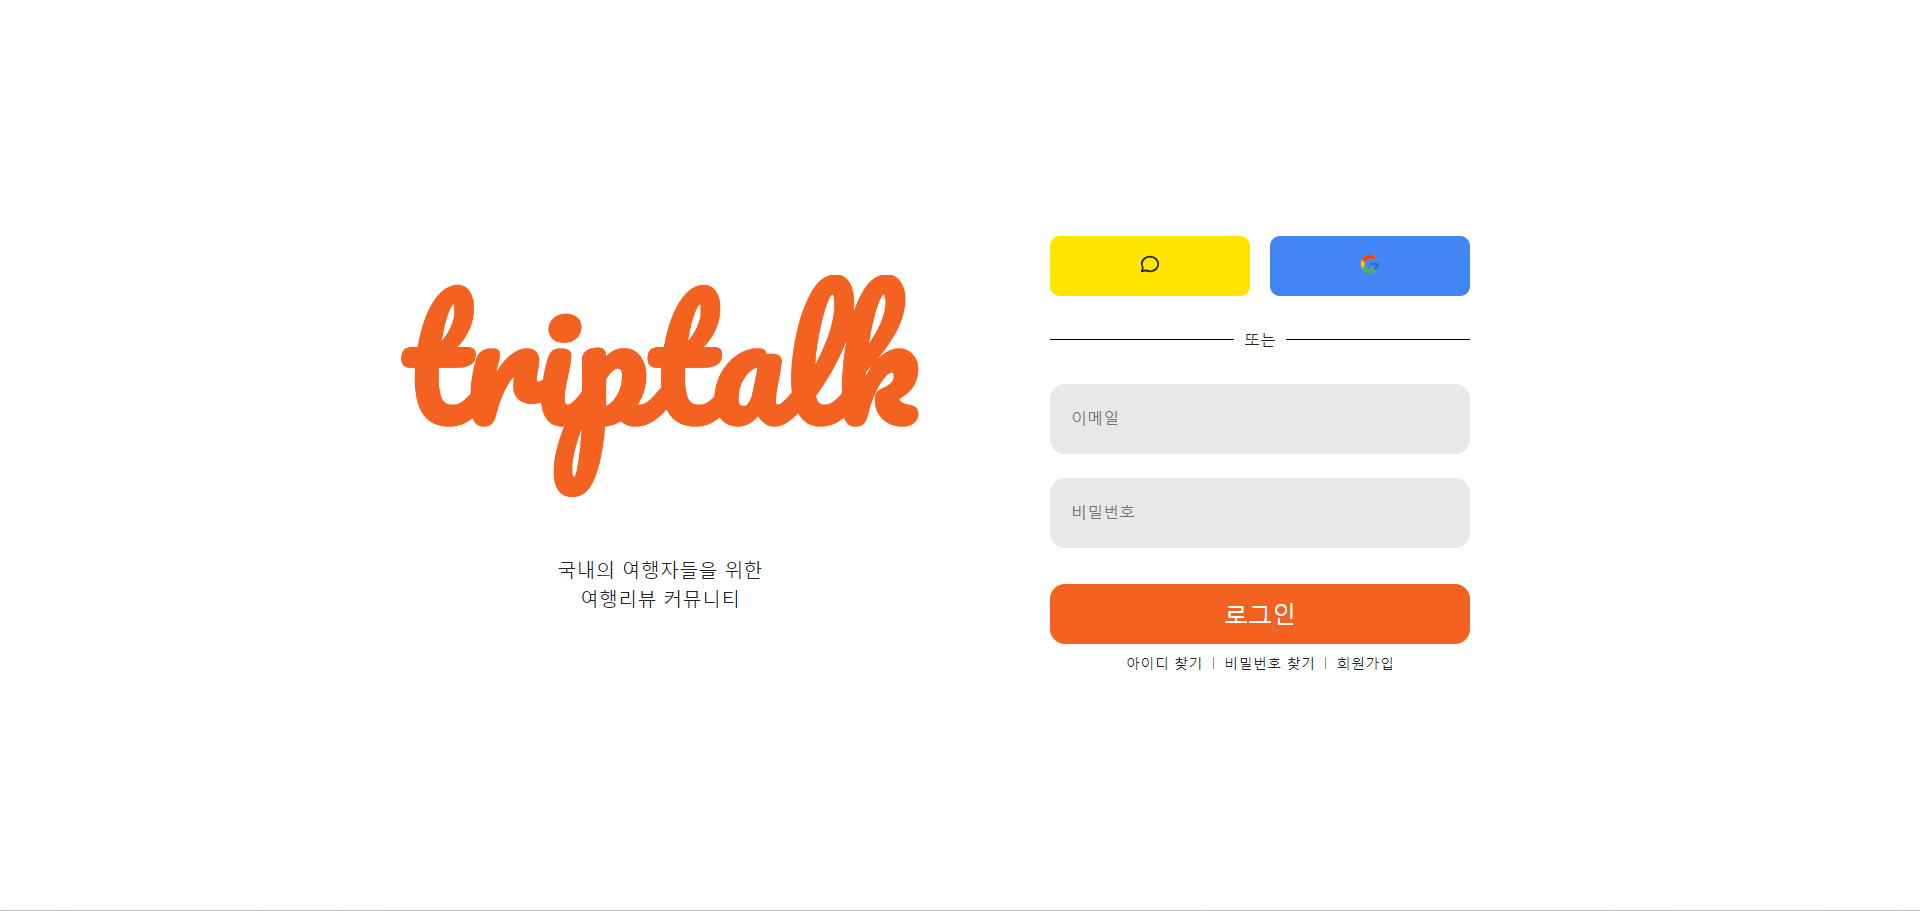 triptalk
국내의 여행자들을 위한
여행리뷰 커뮤니티
또는
이메일
비밀번호
로그인
아이디 찾기 | 비밀번호 찾기 | 회원가입